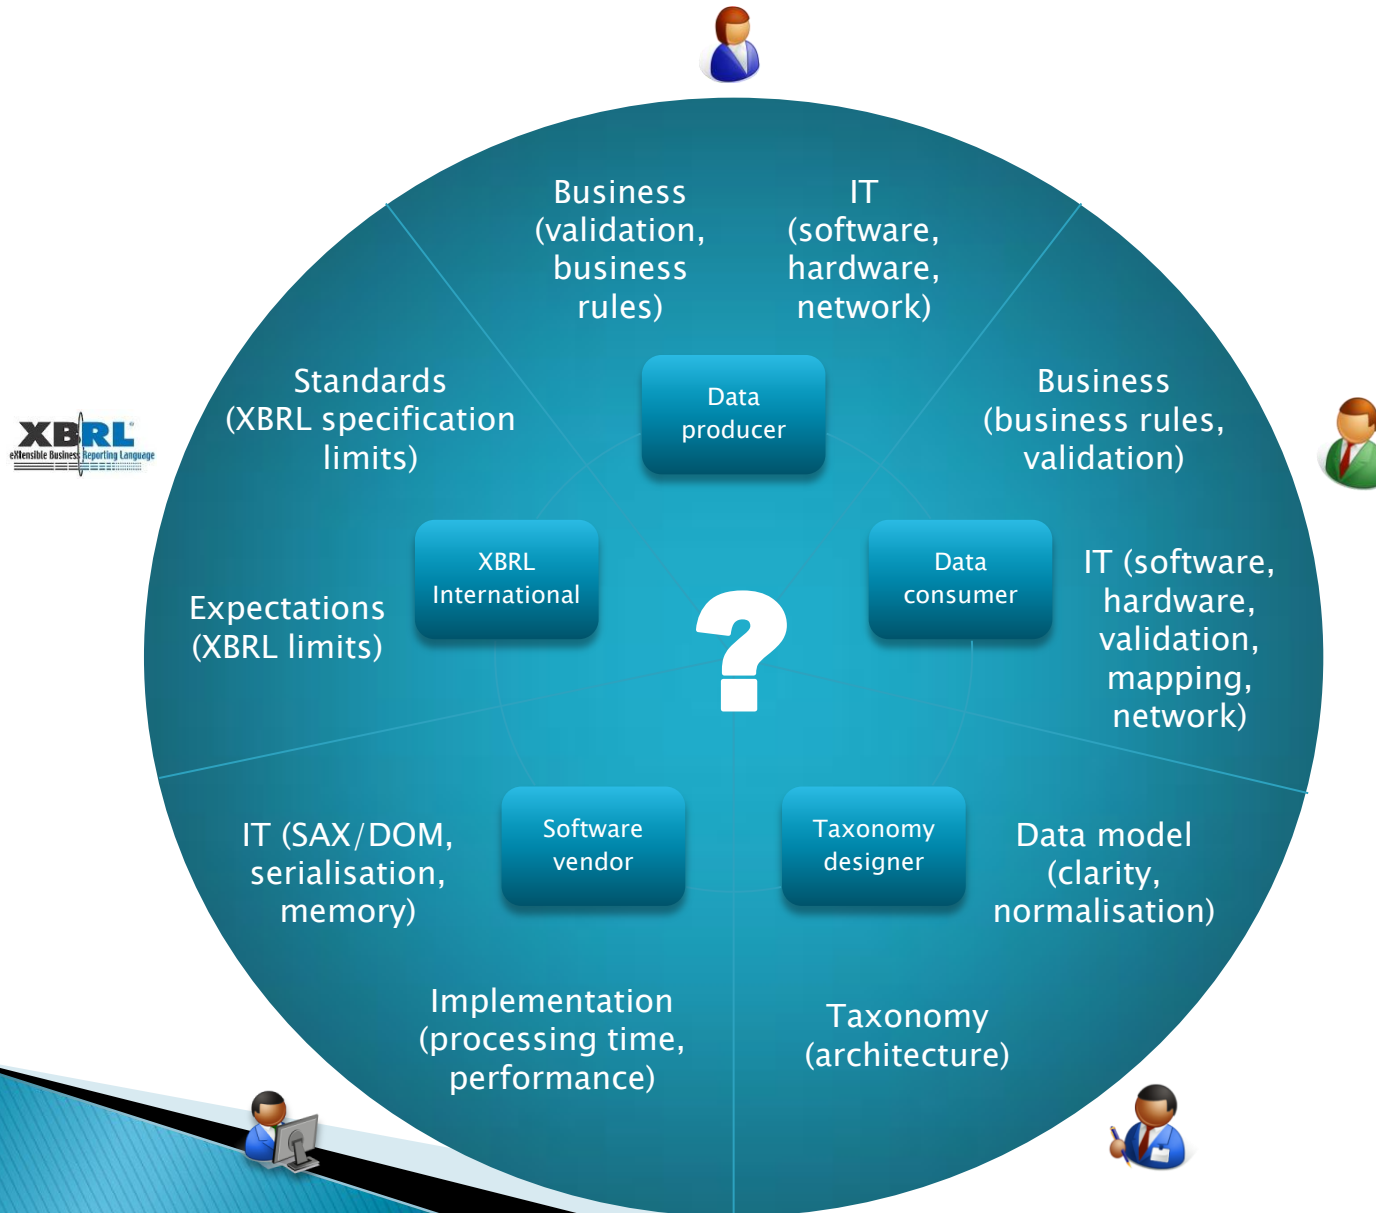 Business
(validation,
business
rules)
IT
(software,
hardware,
network)
Data
producer
Business
(business rules,
validation)
IT (software,
hardware,
validation,
mapping,
network)
Data
consumer
Data model
(clarity,
normalisation)
Taxonomy
(architecture)
Taxonomy
designer
Software
vendor
Implementation
(processing time,
performance)
IT (SAX/DOM,
serialisation,
memory)
XBRL
International
Expectations
(XBRL limits)
Standards
(XBRL specification
limits)
XBRL
eXtensible Business Reporting Language
?